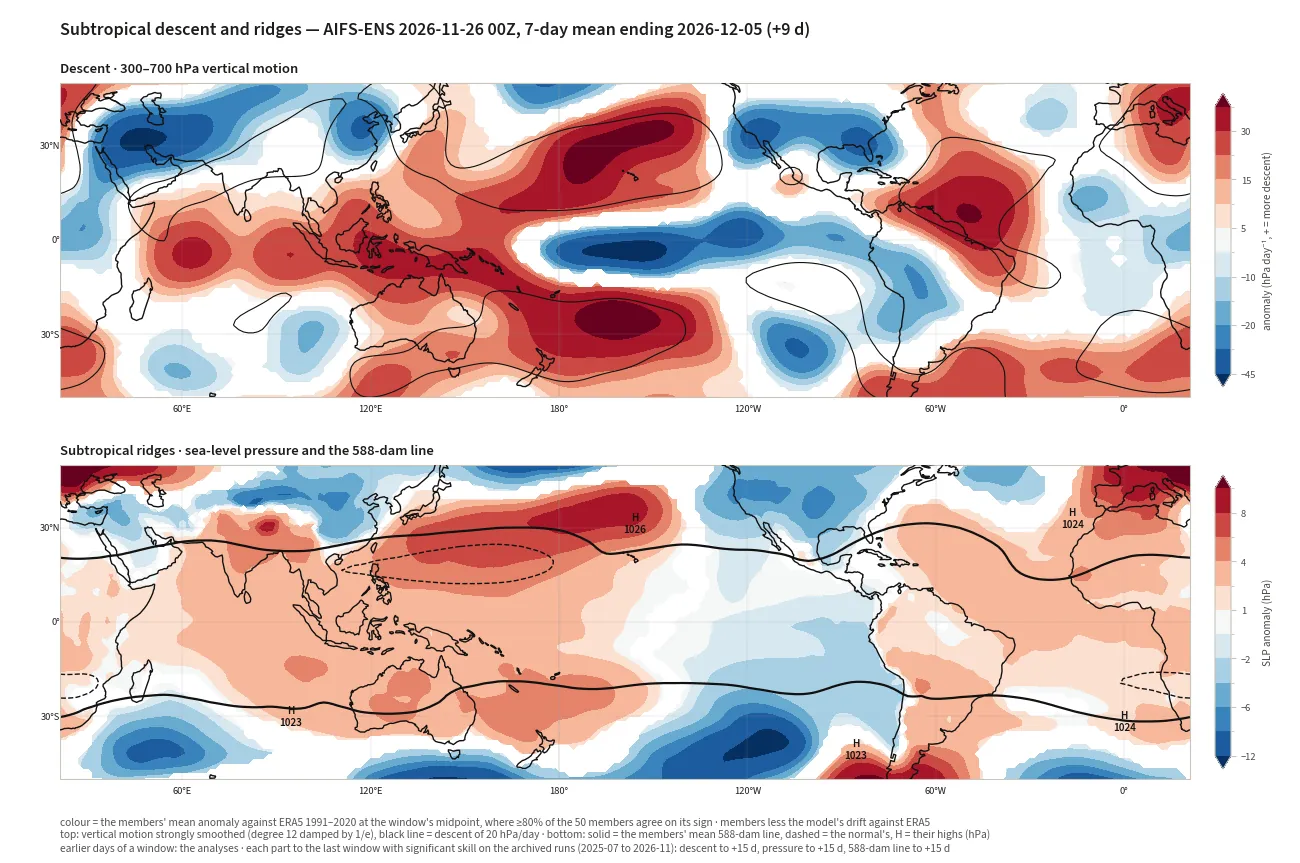 Subtropical descent and ridges — AIFS-ENS 2026-11-26 00Z, 7-day mean ending 2026-12-05 (+9 d)
Descent · 300–700 hPa vertical motion
30°N
0°
30°S
60°E
120°E
180°
120°W
60°W
0°
30
15
5
−10
−20
−45
anomaly (hPa day⁻¹, + = more descent)
Subtropical ridges · sea-level pressure and the 588-dam line
30°N
0°
30°S
H
1026
H
1024
H
1023
H
1023
H
1024
60°E
120°E
180°
120°W
60°W
0°
8
4
1
−2
−6
−12
SLP anomaly (hPa)
colour = the members' mean anomaly against ERA5 1991–2020 at the window's midpoint, where ≥80% of the 50 members agree on its sign · members less the model's drift against ERA5
top: vertical motion strongly smoothed (degree 12 damped by 1/e), black line = descent of 20 hPa/day · bottom: solid = the members' mean 588-dam line, dashed = the normal's, H = their highs (hPa)
earlier days of a window: the analyses · each part to the last window with significant skill on the archived runs (2025-07 to 2026-11): descent to +15 d, pressure to +15 d, 588-dam line to +15 d